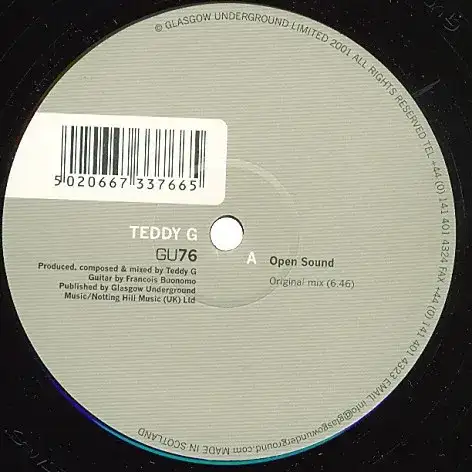 © GLASGOW UNDERGROUND LIMITED 2001 ALL RIGHTS RESERVED TEL +44 (0) 141 401 4324 FAX +44 (0) 141 401 4323 EMAIL info@glasgowunderground.com MADE IN SCOTLAND
5 020667 337665
TEDDY G
GU76
Produced, composed & mixed by Teddy G
Guitar by Francois Buonomo
Published by Glasgow Underground
Music/Notting Hill Music (UK) Ltd
A Open Sound
Original mix (6.46)